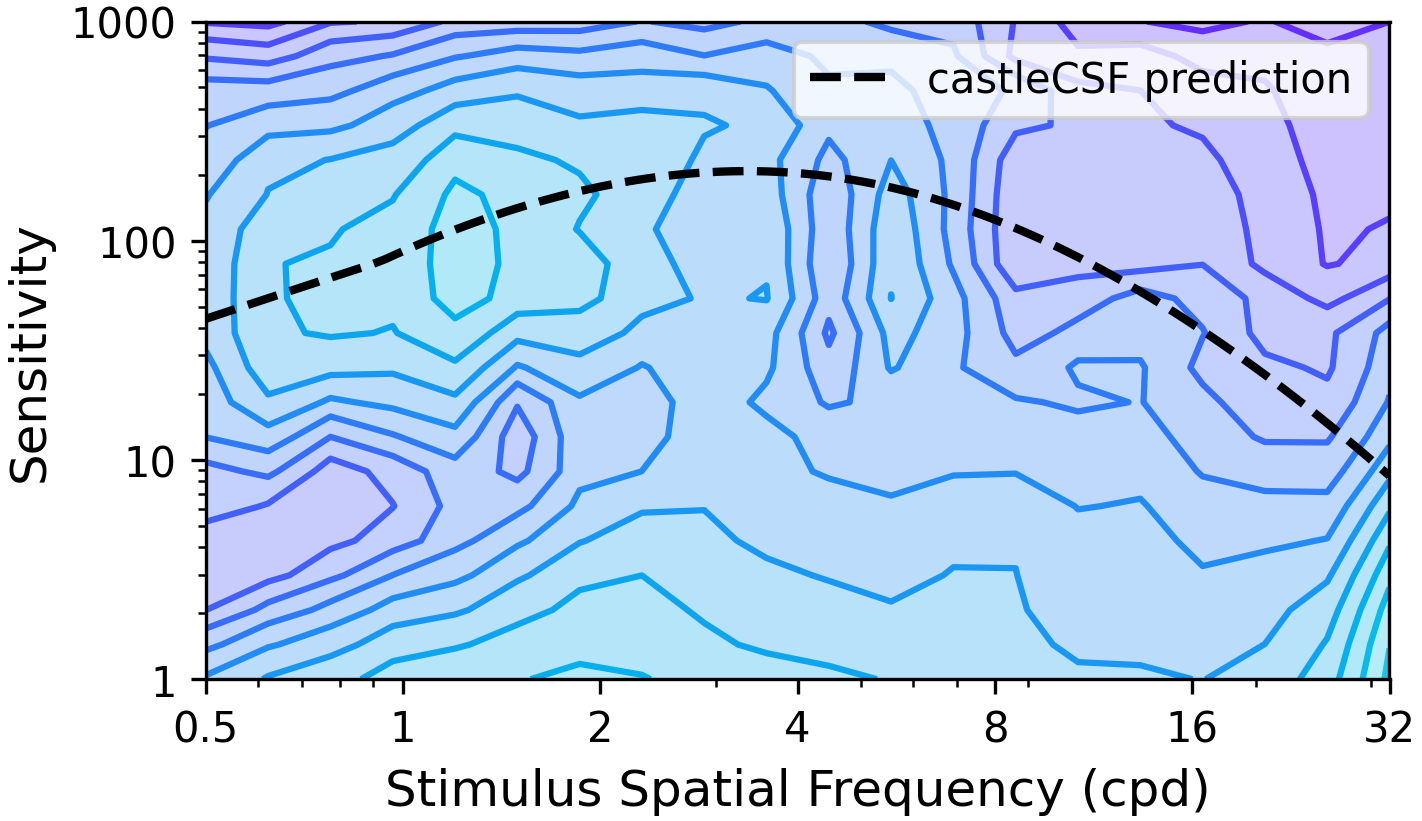 1000
100
10
1
Sensitivity
castleCSF prediction
0.5 1 2 4 8 16 32
Stimulus Spatial Frequency (cpd)